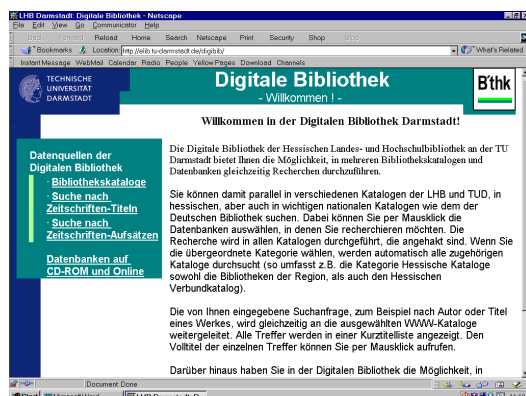 LHB Darmstadt: Digitale Bibliothek - Netscape
File Edit View Go Communicator Help
Reload Home Search Netscape Print Security Shop Stop
Bookmarks Location: http://elib.tu-darmstadt.de/digibib/ What's Related
Instant Message WebMail Calendar Radio People Yellow Pages Download Channels
TECHNISCHE
UNIVERSITÄT
DARMSTADT
Digitale Bibliothek
- Willkommen ! -
B'thk
Willkommen in der Digitalen Bibliothek Darmstadt!
Datenquellen der
Digitalen Bibliothek
· Bibliothekskataloge
· Suche nach
Zeitschriften-Titeln
· Suche nach
Zeitschriften-Aufsätzen
Datenbanken auf
CD-ROM und Online
Die Digitale Bibliothek der Hessischen Landes- und Hochschulbibliothek an der TU
Darmstadt bietet Ihnen die Möglichkeit, in mehreren Bibliothekskatalogen und
Datenbanken gleichzeitig Recherchen durchzuführen.
Sie können damit parallel in verschiedenen Katalogen der LHB und TUD, in
hessischen, aber auch in wichtigen nationalen Katalogen wie dem der
Deutschen Bibliothek suchen. Dabei können Sie per Mausklick die
Datenbanken auswählen, in denen Sie recherchieren möchten. Die
Recherche wird in allen Katalogen durchgeführt, die angehakt sind. Wenn Sie
die übergeordnete Kategorie wählen, werden automatisch alle zugehörigen
Kataloge durchsucht (so umfasst z.B. die Kategorie Hessische Kataloge
sowohl die Bibliotheken der Region, als auch den Hessischen
Verbundkatalog).
Die von Ihnen eingegebene Suchanfrage, zum Beispiel nach Autor oder Titel
eines Werkes, wird gleichzeitig an die ausgewählten WWW-Kataloge
weitergeleitet. Alle Treffer werden in einer Kurztitelliste angezeigt. Den
Volltitel der einzelnen Treffer können Sie per Mausklick aufrufen.
Darüber hinaus haben Sie in der Digitalen Bibliothek die Möglichkeit, in
Document: Done